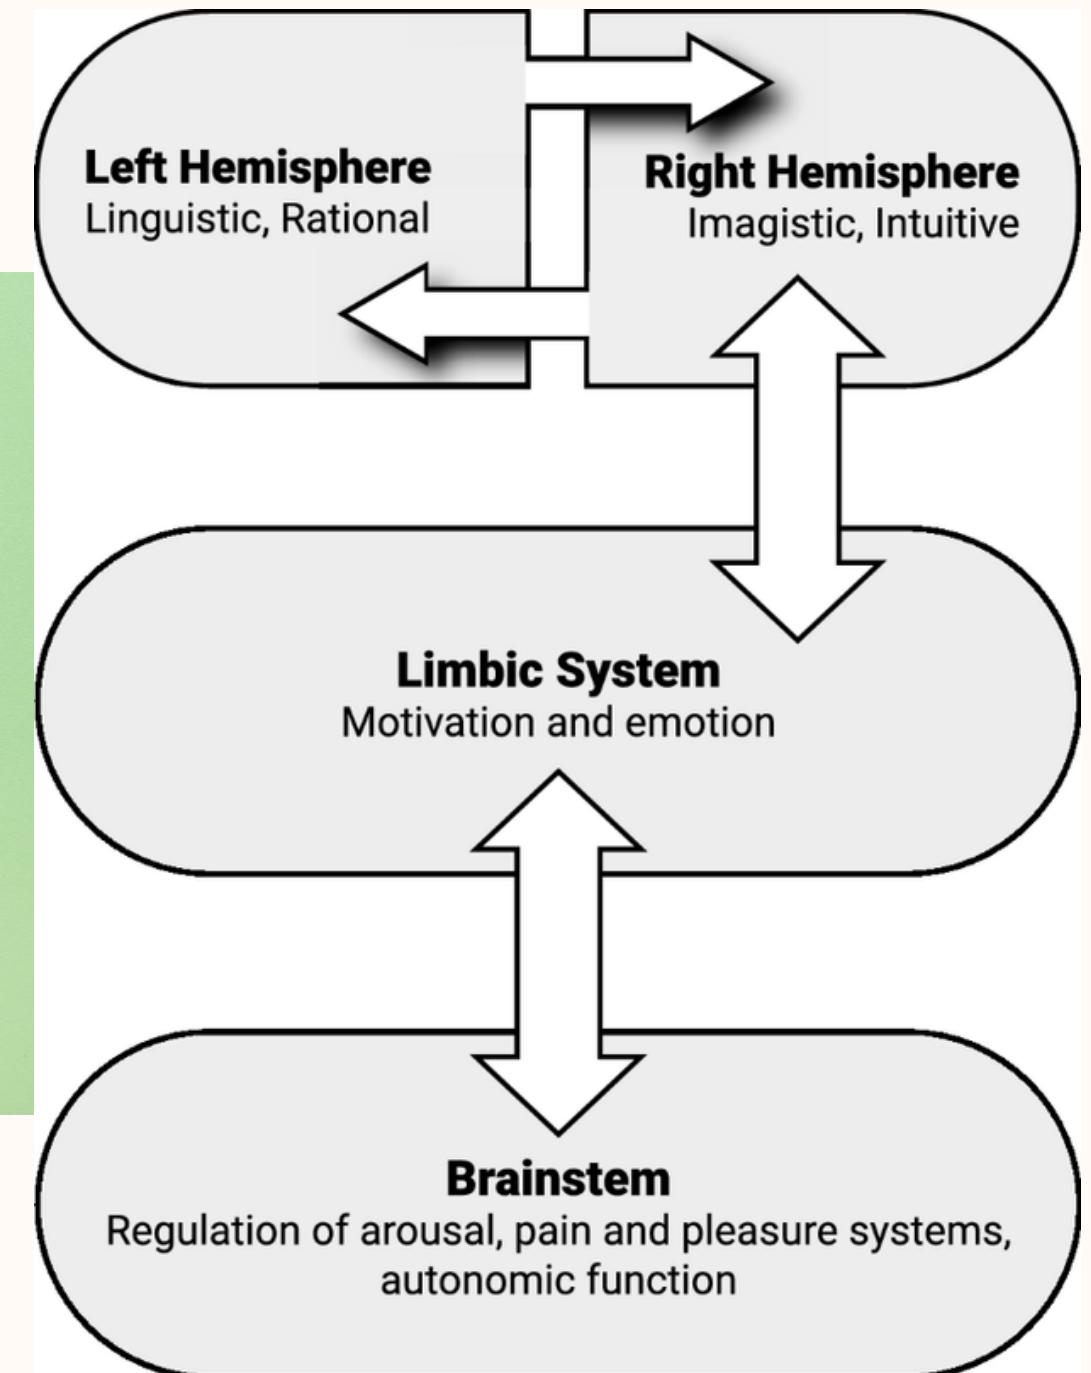 Left Hemisphere
Linguistic, Rational
Right Hemisphere
Imagistic, Intuitive
Limbic System
Motivation and emotion
Brainstem
Regulation of arousal, pain and pleasure systems,
autonomic function